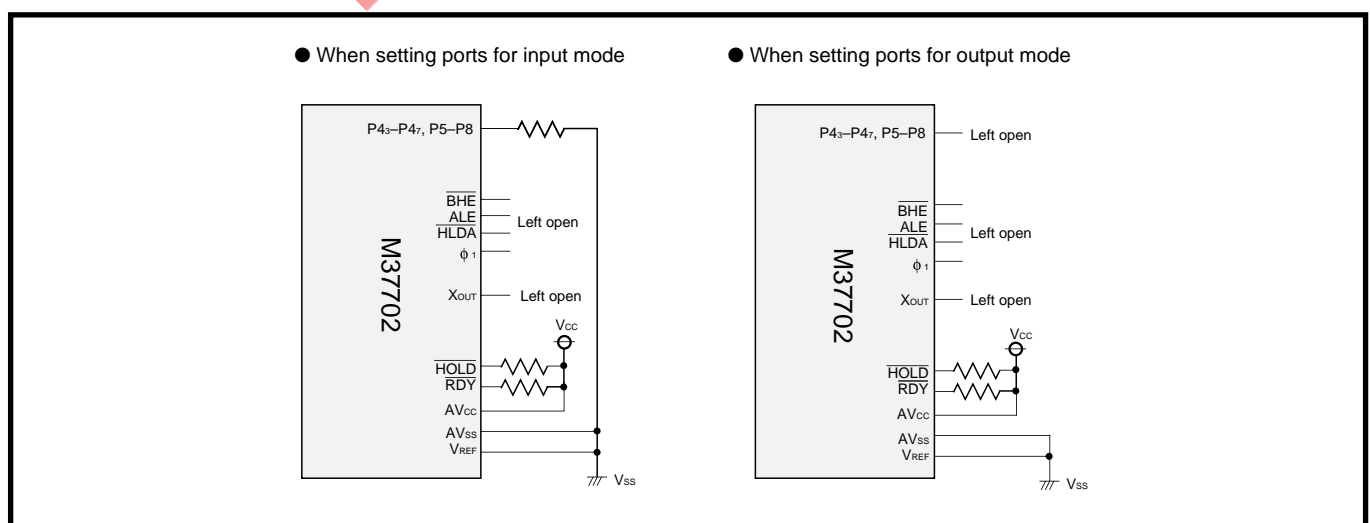 ● When setting ports for input mode
● When setting ports for output mode
P43–P47, P5–P8
BHE
ALE
HLDA
Left open
ϕ 1
M37702
XOUT
Left open
VCC
HOLD
RDY
AVCC
AVSS
VREF
VSS
P43–P47, P5–P8
Left open
BHE
ALE
HLDA
Left open
ϕ 1
M37702
XOUT
Left open
VCC
HOLD
RDY
AVCC
AVSS
VREF
VSS